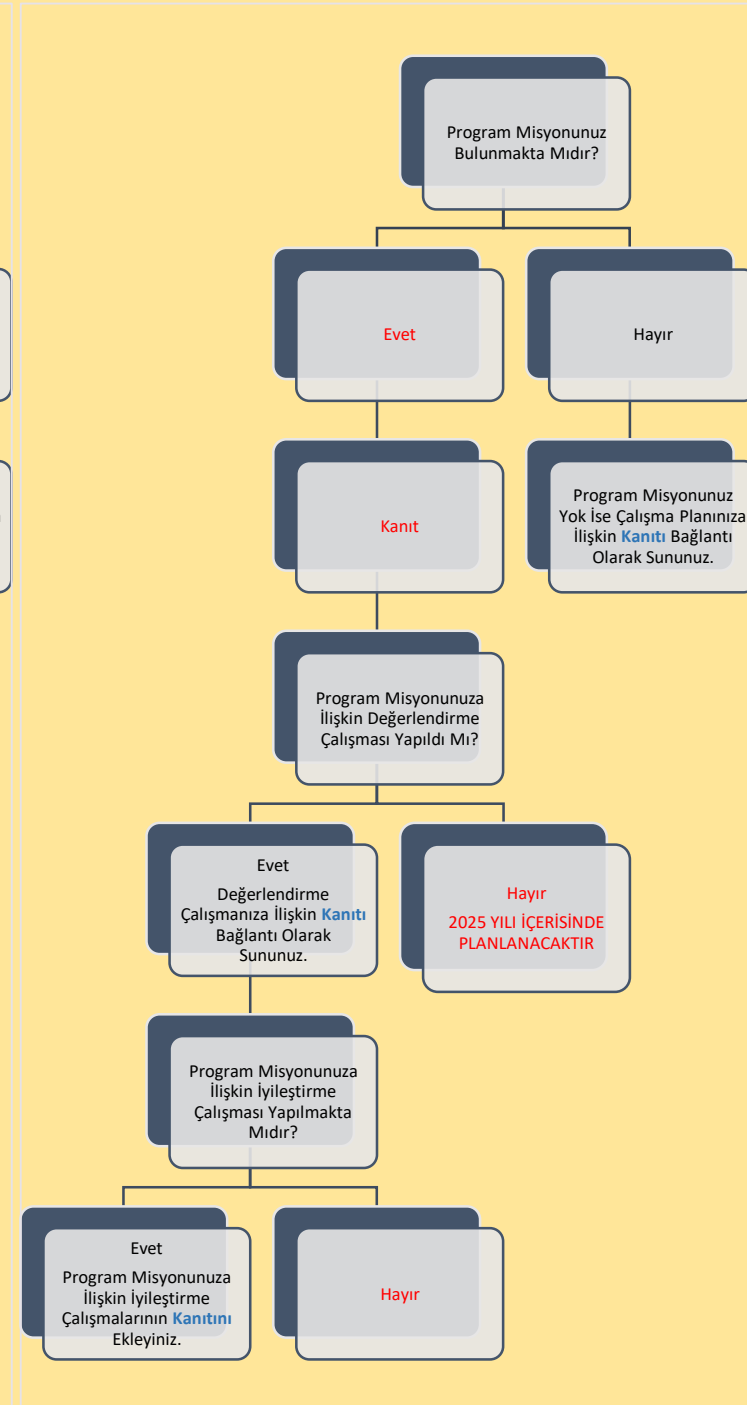 Program Misyonunuz
Bulunmakta Mıdır?
Evet
Hayır
Kanıt
Program Misyonunuz
Yok İse Çalışma Planınıza
İlişkin Kanıtı Bağlantı
Olarak Sununuz.
Program Misyonunuza
İlişkin Değerlendirme
Çalışması Yapıldı Mı?
Evet
Değerlendirme
Çalışmanıza İlişkin Kanıtı
Bağlantı Olarak
Sununuz.
Hayır
2025 YILI İÇERİSİNDE
PLANLANACAKTIR
Program Misyonunuza
İlişkin İyileştirme
Çalışması Yapılmakta
Mıdır?
Evet
Program Misyonunuza
İlişkin İyileştirme
Çalışmalarının Kanıtını
Ekleyiniz.
Hayır